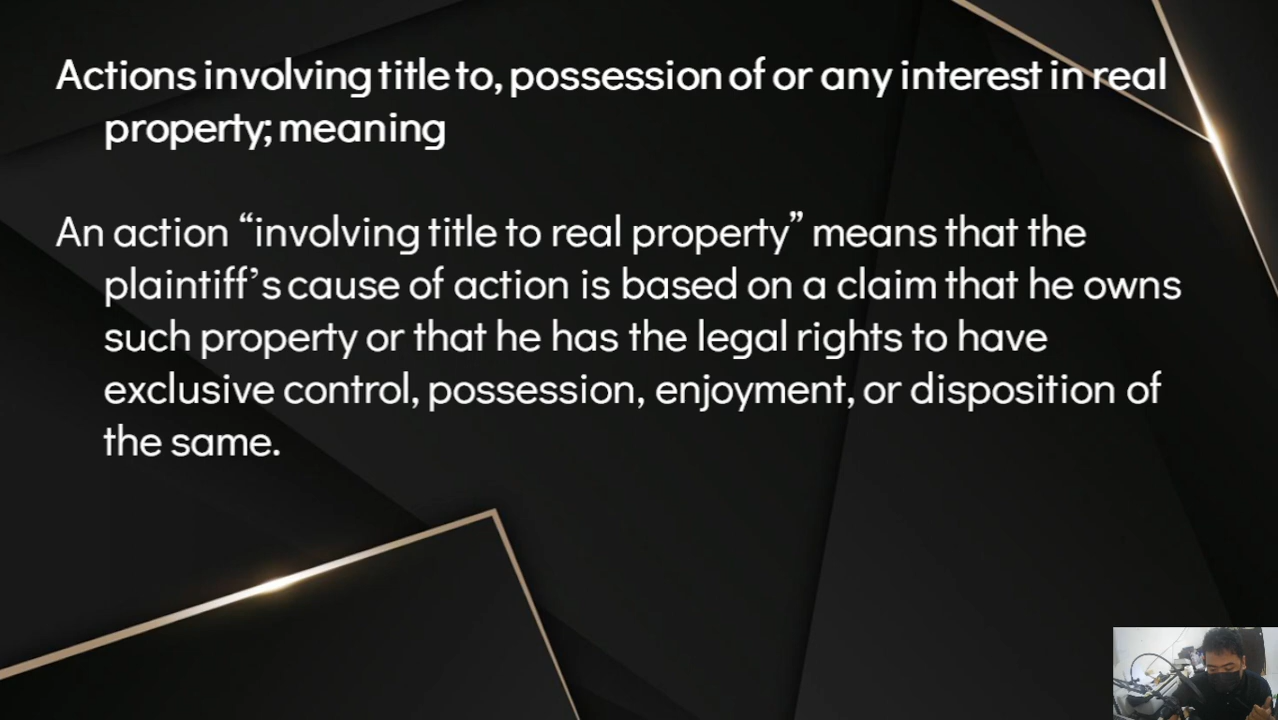 Actions involving title to, possession of or any interest in real
property; meaning
An action “involving title to real property” means that the
plaintiff’s cause of action is based on a claim that he owns
such property or that he has the legal rights to have
exclusive control, possession, enjoyment, or disposition of
the same.